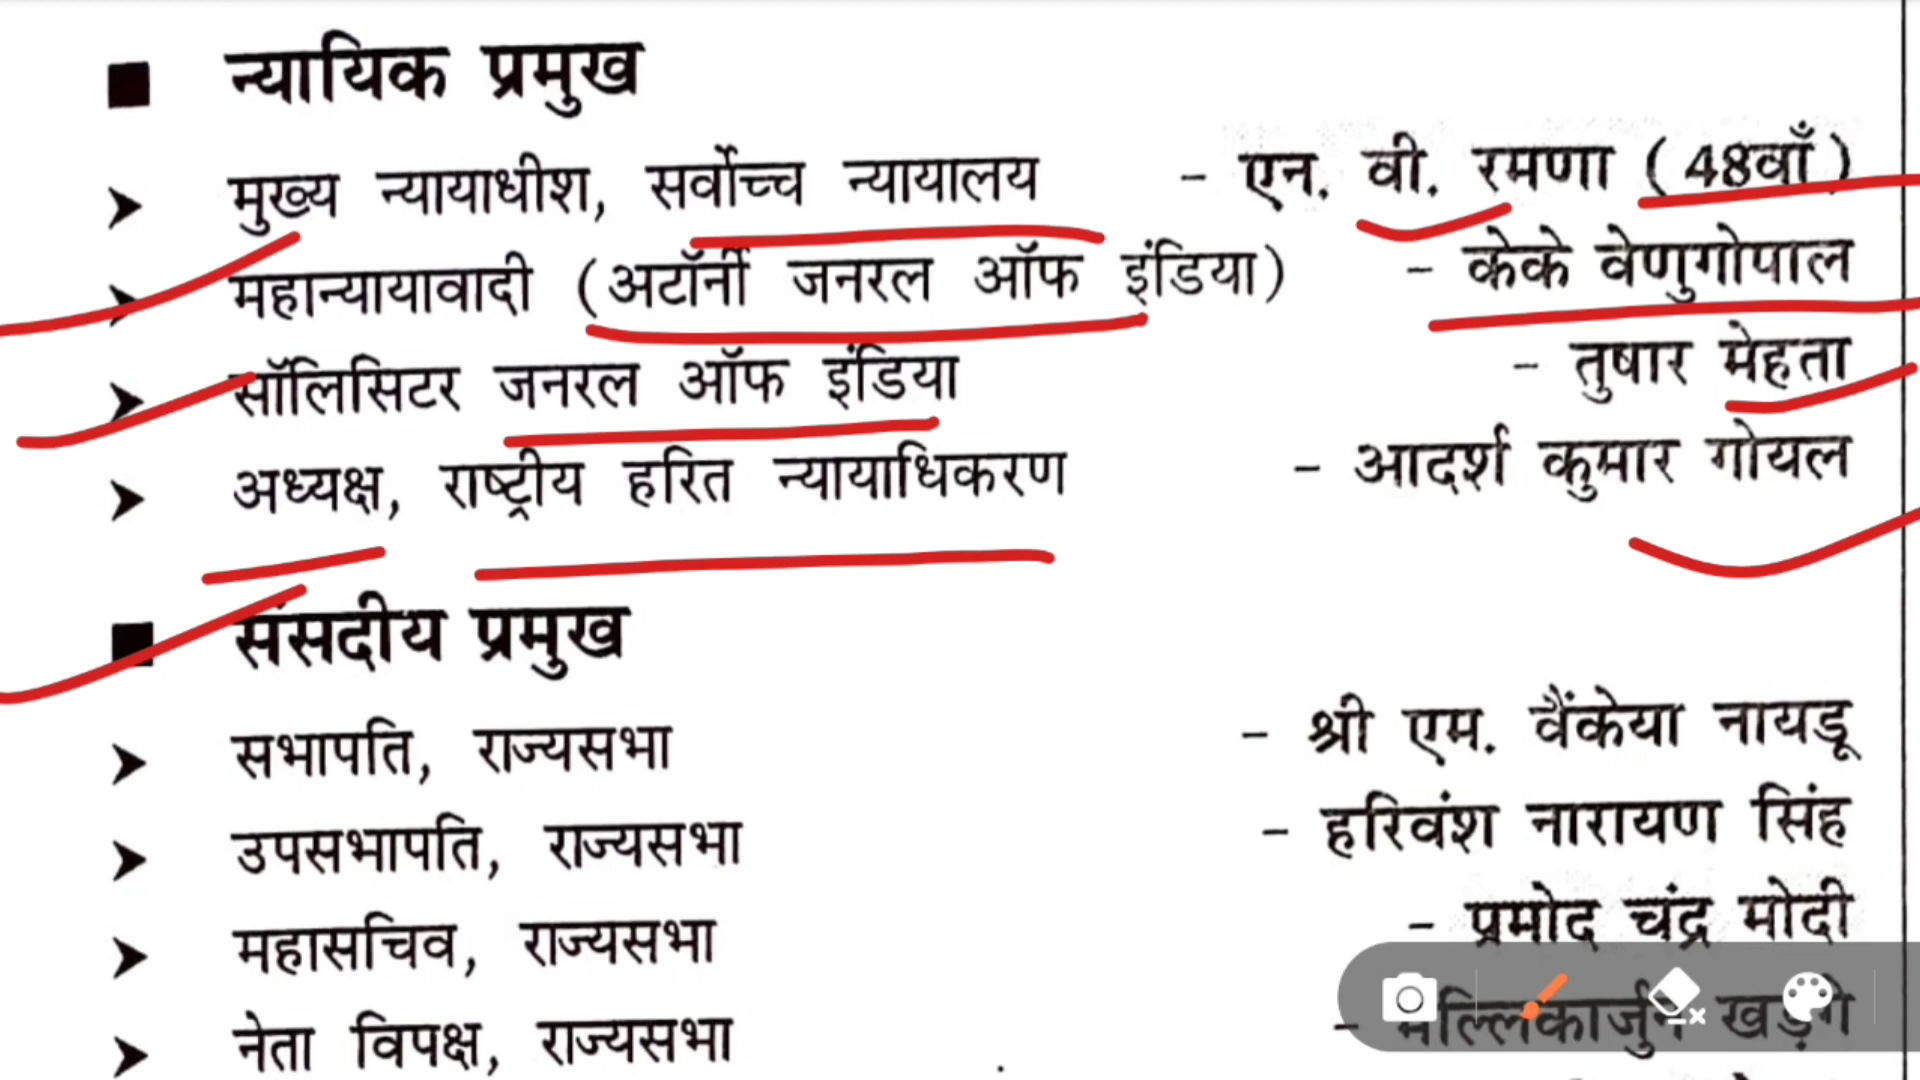 ■ न्यायिक प्रमुख
➤ मुख्य न्यायाधीश, सर्वोच्च न्यायालय - एन. वी. रमणा (48वाँ)
➤ महान्यायावादी (अटॉर्नी जनरल ऑफ इंडिया) - केके वेणुगोपाल
➤ सॉलिसिटर जनरल ऑफ इंडिया - तुषार मेहता
➤ अध्यक्ष, राष्ट्रीय हरित न्यायाधिकरण - आदर्श कुमार गोयल
■ संसदीय प्रमुख
➤ सभापति, राज्यसभा - श्री एम. वैंकेया नायडू
➤ उपसभापति, राज्यसभा - हरिवंश नारायण सिंह
➤ महासचिव, राज्यसभा - प्रमोद चंद्र मोदी
➤ नेता विपक्ष, राज्यसभा - मल्लिकार्जुन खड़गे